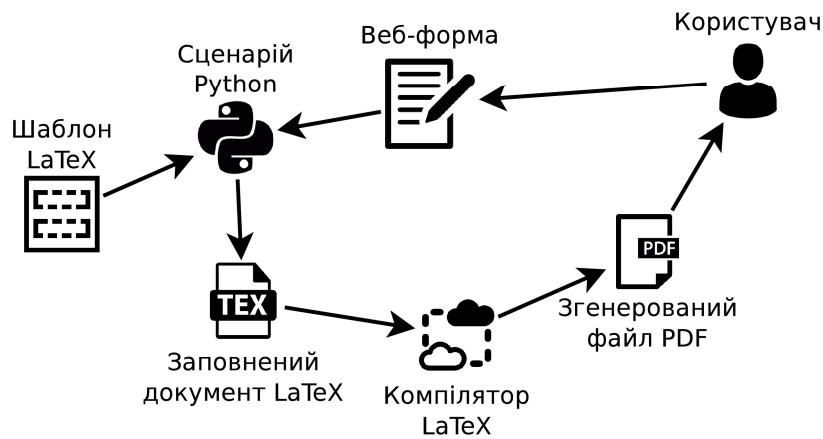 Користувач
Веб-форма
Сценарій
Python
Шаблон
LaTeX
TEX
Заповнений
документ LaTeX
Компілятор
LaTeX
PDF
Згенерований
файл PDF